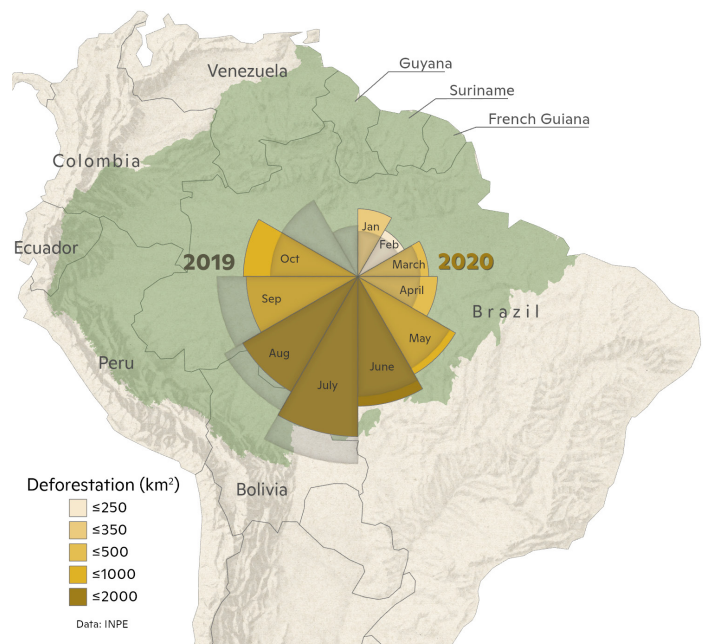 Guyana
Venezuela
Suriname
French Guiana
Colombia
Jan
Feb
Ecuador
2019
Oct
March
2020
April
Sep
Brazil
May
Aug
June
Peru
July
Deforestation (km²)
Bolivia
≤250
≤350
≤500
≤1000
≤2000
Data: INPE